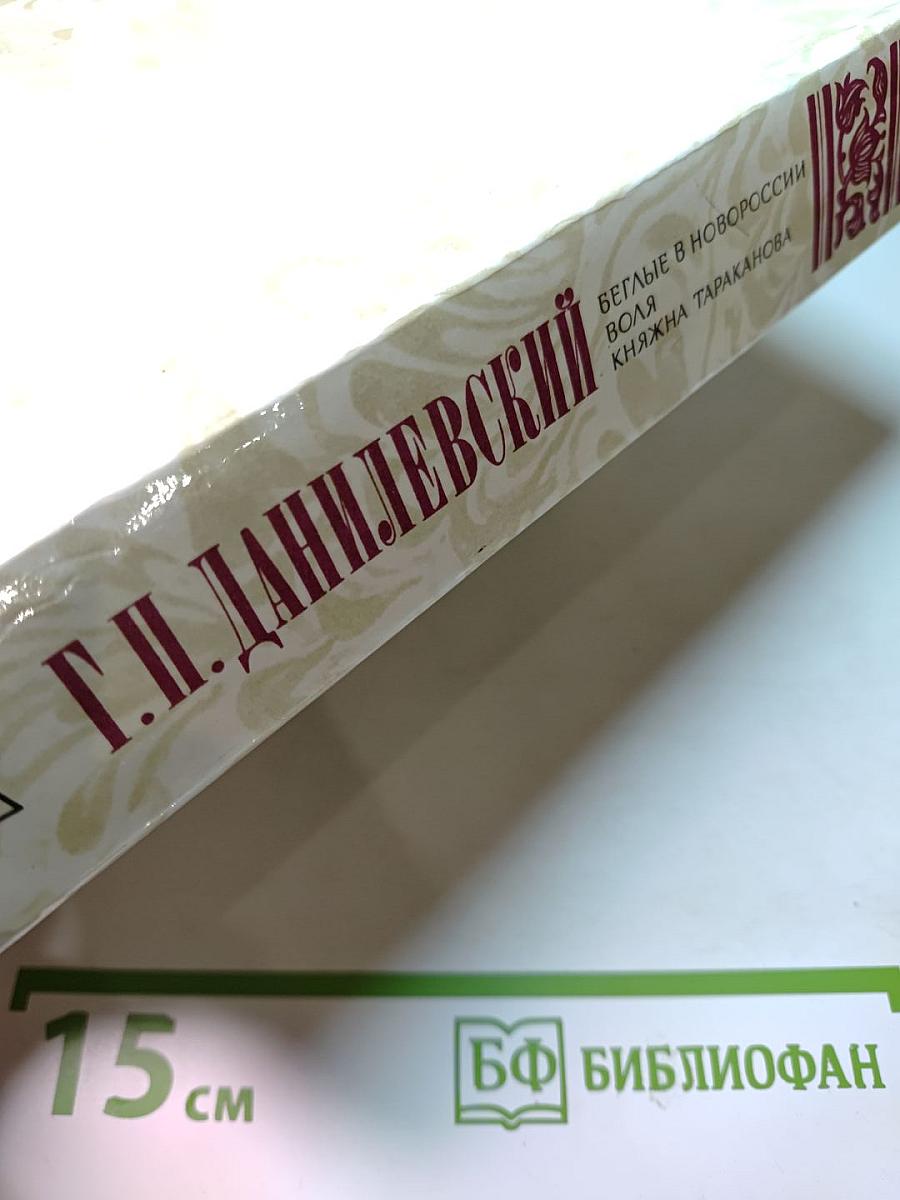 Г.П. ДАНИЛЕВСКИЙ
БЕГЛЫЕ В НОВОРОССИИ
ВОЛЯ
КНЯЖНА ТАРАКАНОВА
15 см
БФ БИБЛИОФАН